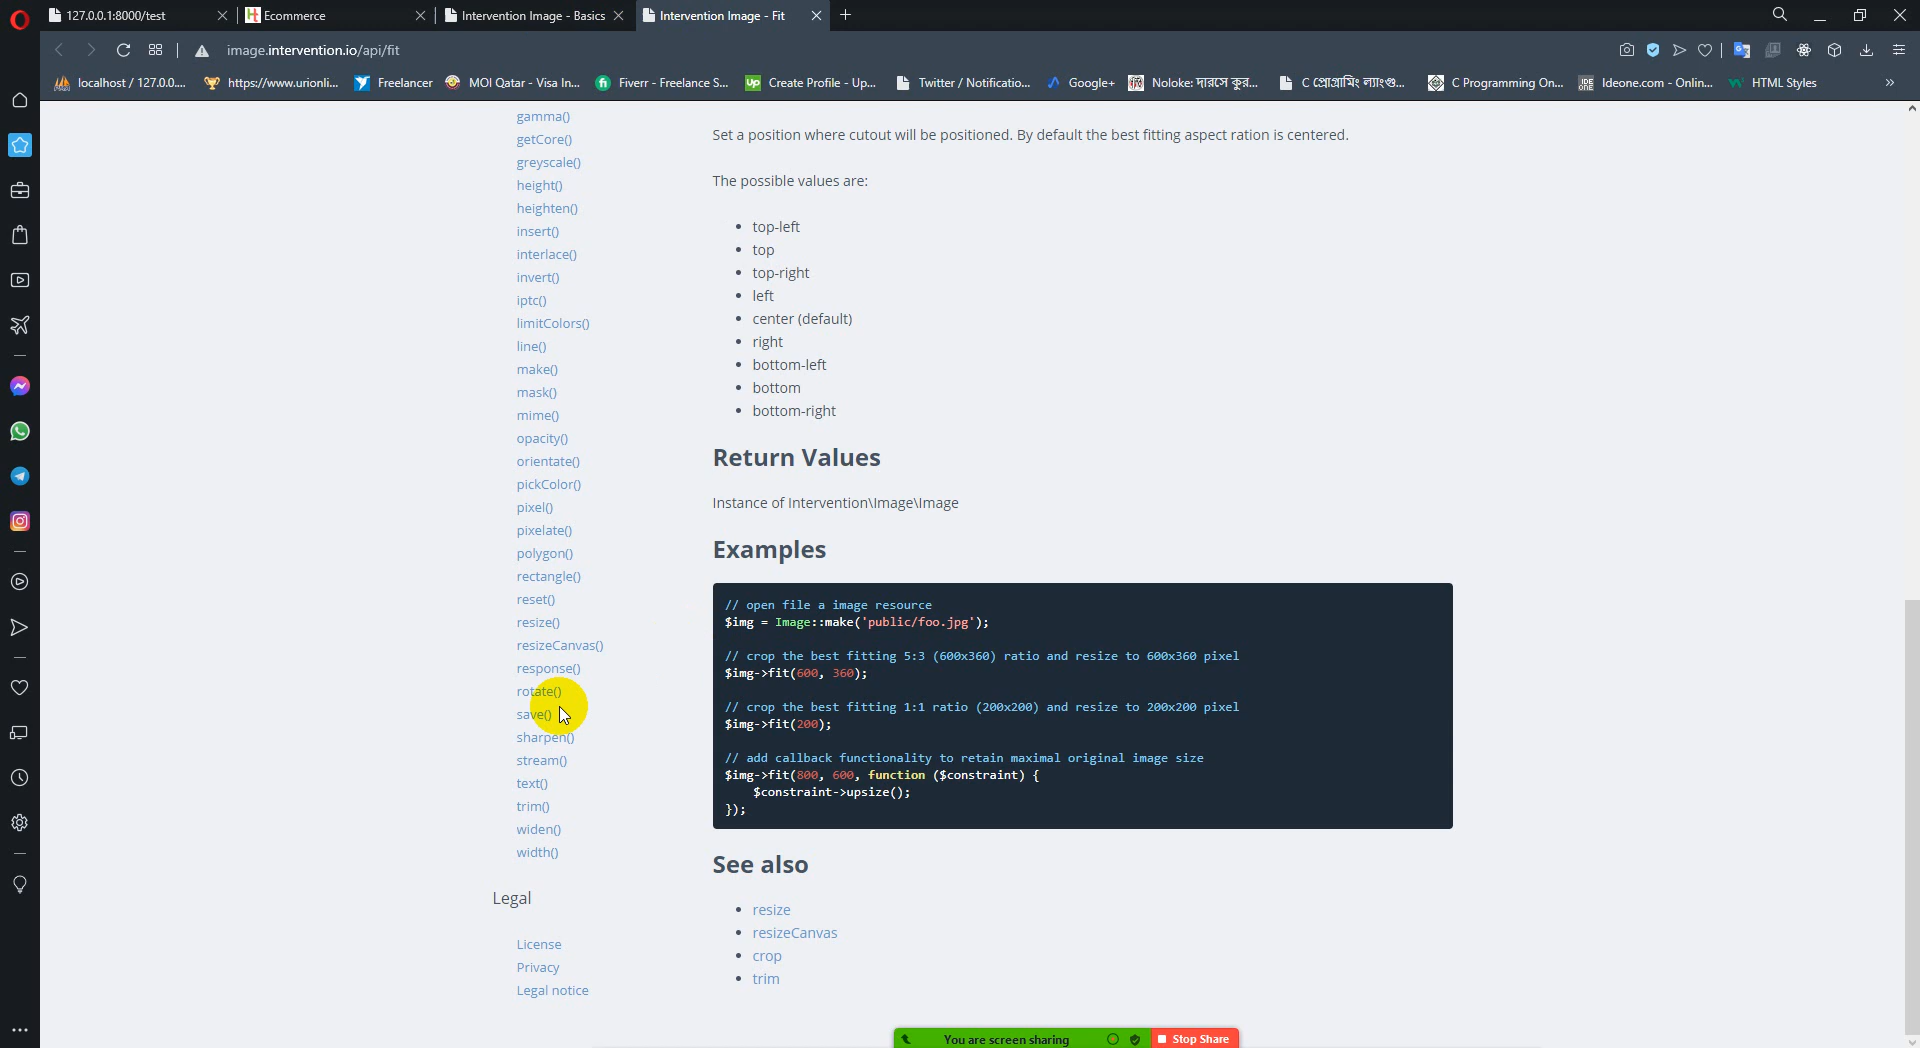 127.0.0.1:8000/test
Ecommerce
Intervention Image - Basics
Intervention Image - Fit
image.intervention.io/api/fit
localhost / 127.0.0....
https://www.urionli...
Freelancer
MOI Qatar - Visa In...
Fiverr - Freelance S...
Up
Create Profile - Up...
Twitter / Notificatio...
Google+
Noloke: দারসে কুর...
C প্রোগ্রামিং ল্যাংগু...
C Programming On...
Ideone.com - Onlin...
HTML Styles
gamma()
getCore()
greyscale()
height()
heighten()
insert()
interlace()
invert()
iptc()
limitColors()
line()
make()
mask()
mime()
opacity()
orientate()
pickColor()
pixel()
pixelate()
polygon()
rectangle()
reset()
resize()
resizeCanvas()
response()
rotate()
save()
sharpen()
stream()
text()
trim()
widen()
width()
Legal
License
Privacy
Legal notice
Set a position where cutout will be positioned. By default the best fitting aspect ration is centered.
The possible values are:
• top-left
• top
• top-right
• left
• center (default)
• right
• bottom-left
• bottom
• bottom-right
Return Values
Instance of Intervention\Image\Image
Examples
// open file a image resource
$img = Image::make('public/foo.jpg');
// crop the best fitting 5:3 (600x360) ratio and resize to 600x360 pixel
$img->fit(600, 360);
// crop the best fitting 1:1 ratio (200x200) and resize to 200x200 pixel
$img->fit(200);
// add callback functionality to retain maximal original image size
$img->fit(800, 600, function ($constraint) {
$constraint->upsize();
});
See also
• resize
• resizeCanvas
• crop
• trim
You are screen sharing
Stop Share